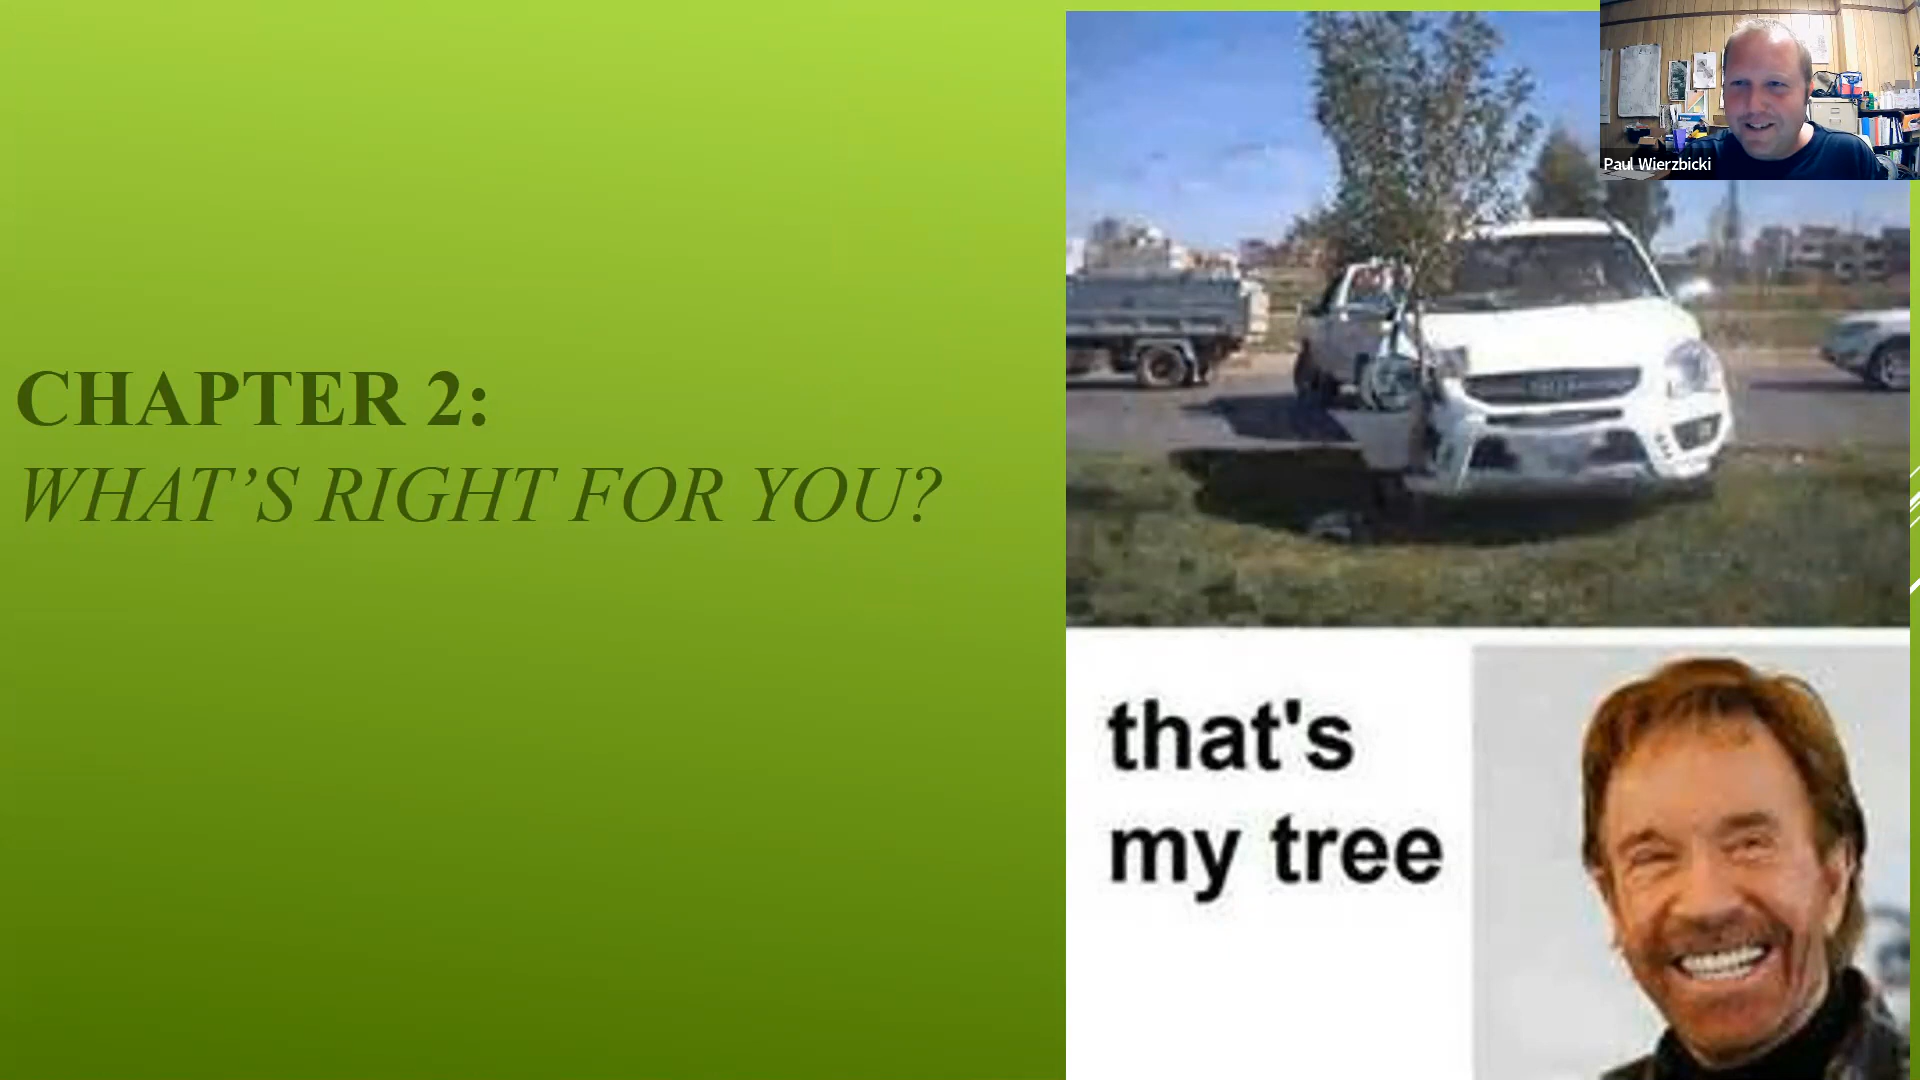 CHAPTER 2:
WHAT'S RIGHT FOR YOU?
Paul Wierzbicki
that's
my tree